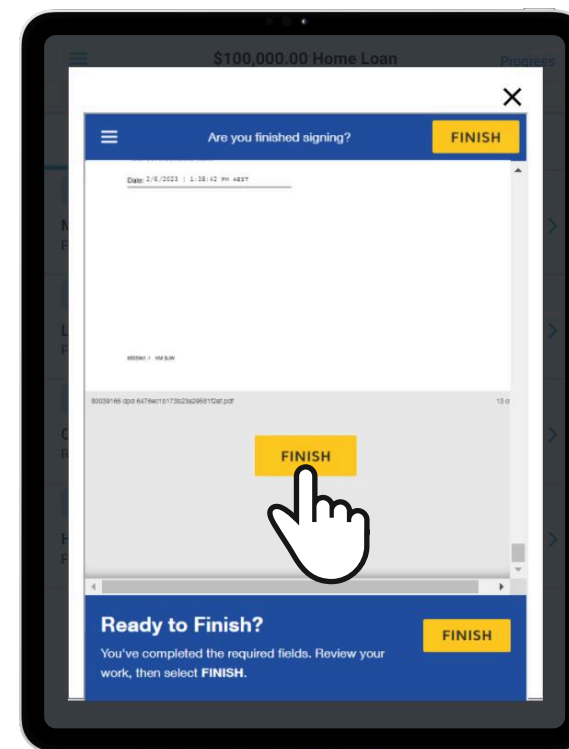 $100,000.00 Home Loan
Progress
Are you finished signing?
FINISH
Date: 2/6/2023 | 1:38:42 PM AEST
13 o
FINISH
Ready to Finish?
FINISH
You've completed the required fields. Review your
work, then select FINISH.